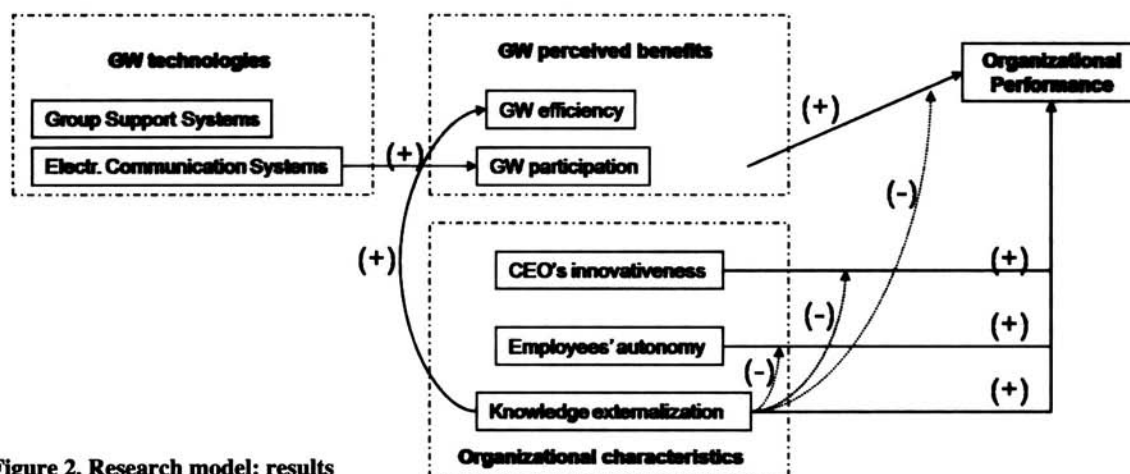 GW technologies
Group Support Systems
Electr. Communication Systems
(+)
GW perceived benefits
GW efficiency
GW participation
(+)
(+)
Organizational
Performance
(-)
CEO's innovativeness
(-)
(+)
Employees' autonomy
(-)
(+)
Knowledge externalization
(+)
Organizational characteristics
Figure 2. Research model: results